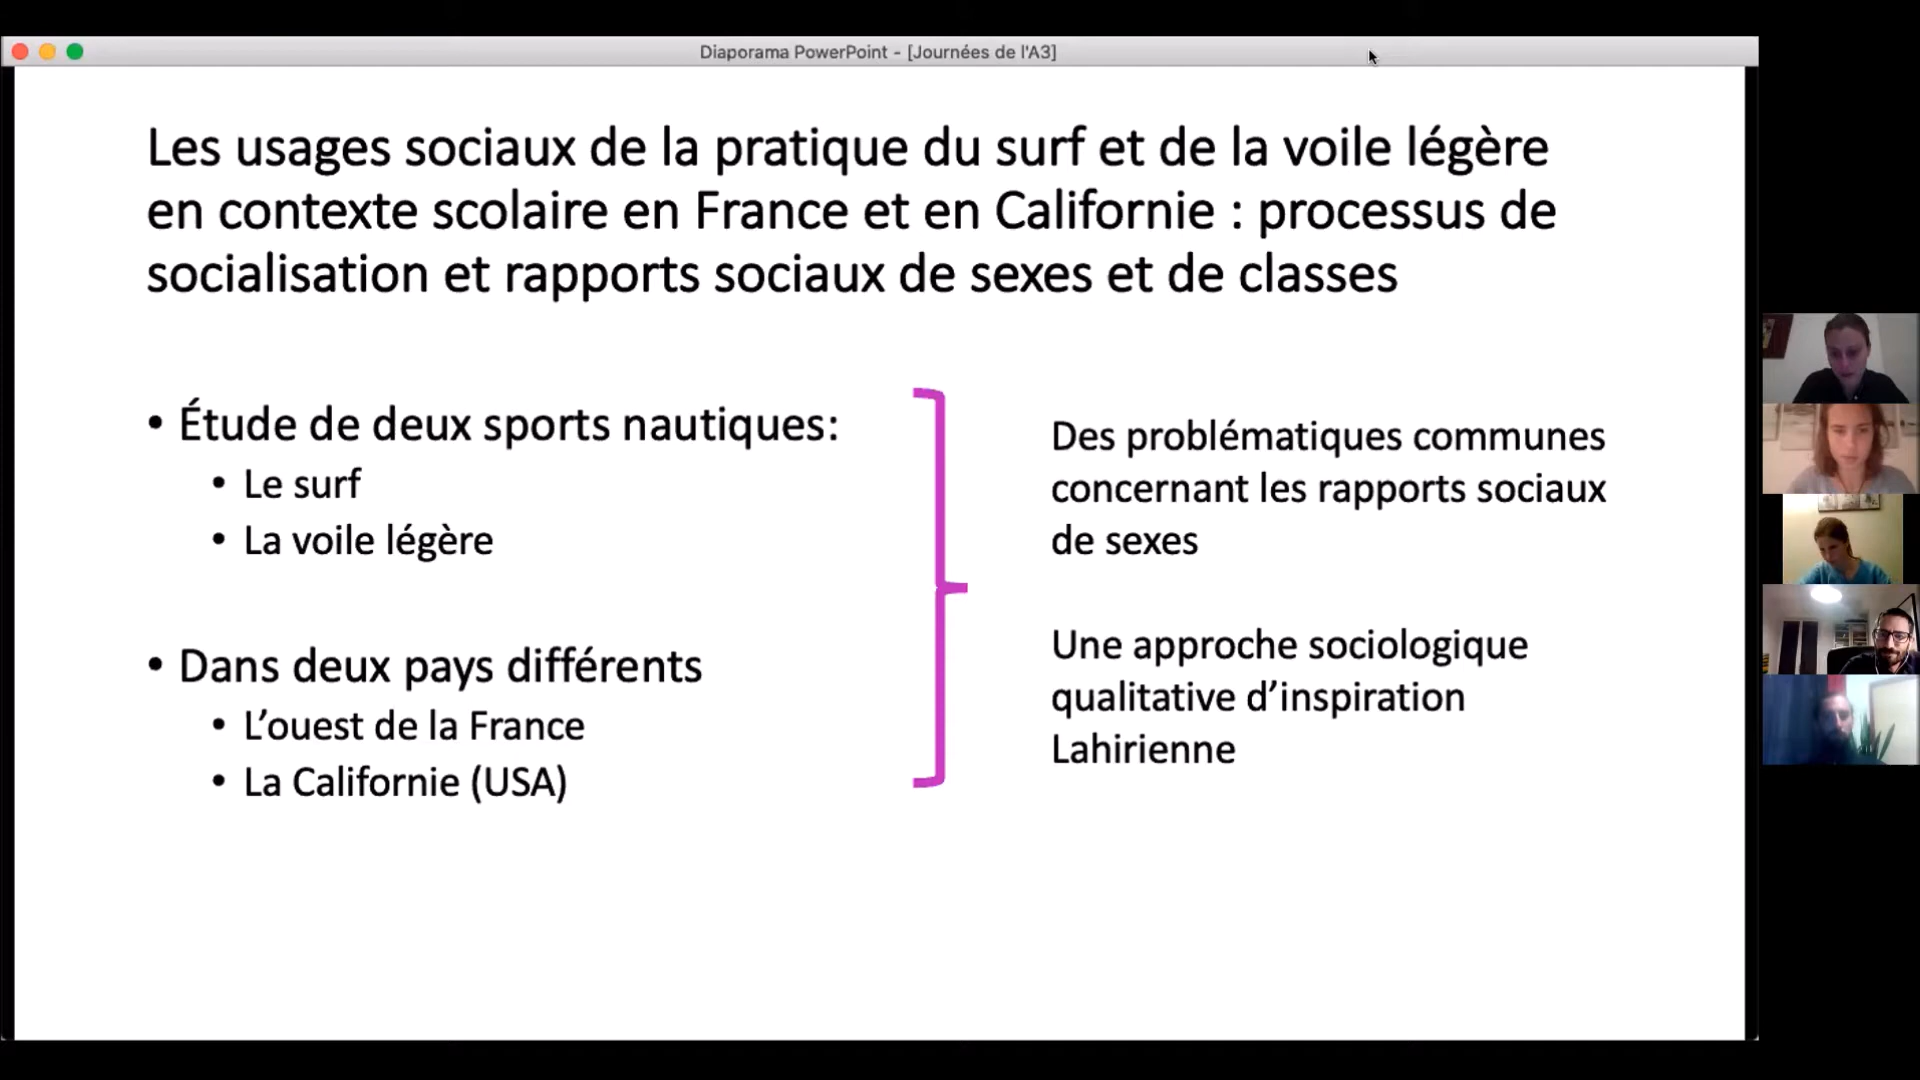 Diaporama PowerPoint - [Journées de l'A3]
Les usages sociaux de la pratique du surf et de la voile légère
en contexte scolaire en France et en Californie : processus de
socialisation et rapports sociaux de sexes et de classes
• Étude de deux sports nautiques:
• Le surf
• La voile légère
• Dans deux pays différents
• L’ouest de la France
• La Californie (USA)
Des problématiques communes
concernant les rapports sociaux
de sexes
Une approche sociologique
qualitative d’inspiration
Lahirienne